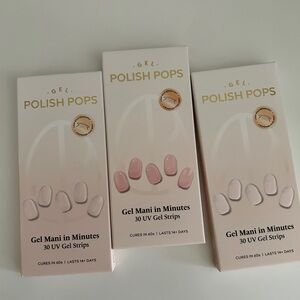 .GEL.
POLISH POPS
Gel Mani in Minutes
30 UV Gel Strips
CURES IN 60s | LASTS 14+ DAYS
.GEL.
POLISH POPS
Gel Mani in Minutes
30 UV Gel Strips
CURES IN 60s | LASTS 14+ DAYS
.GEL.
POLISH POPS
Gel Mani in Minutes
30 UV Gel Strips
CURES IN 60s | LASTS 14+ DAYS